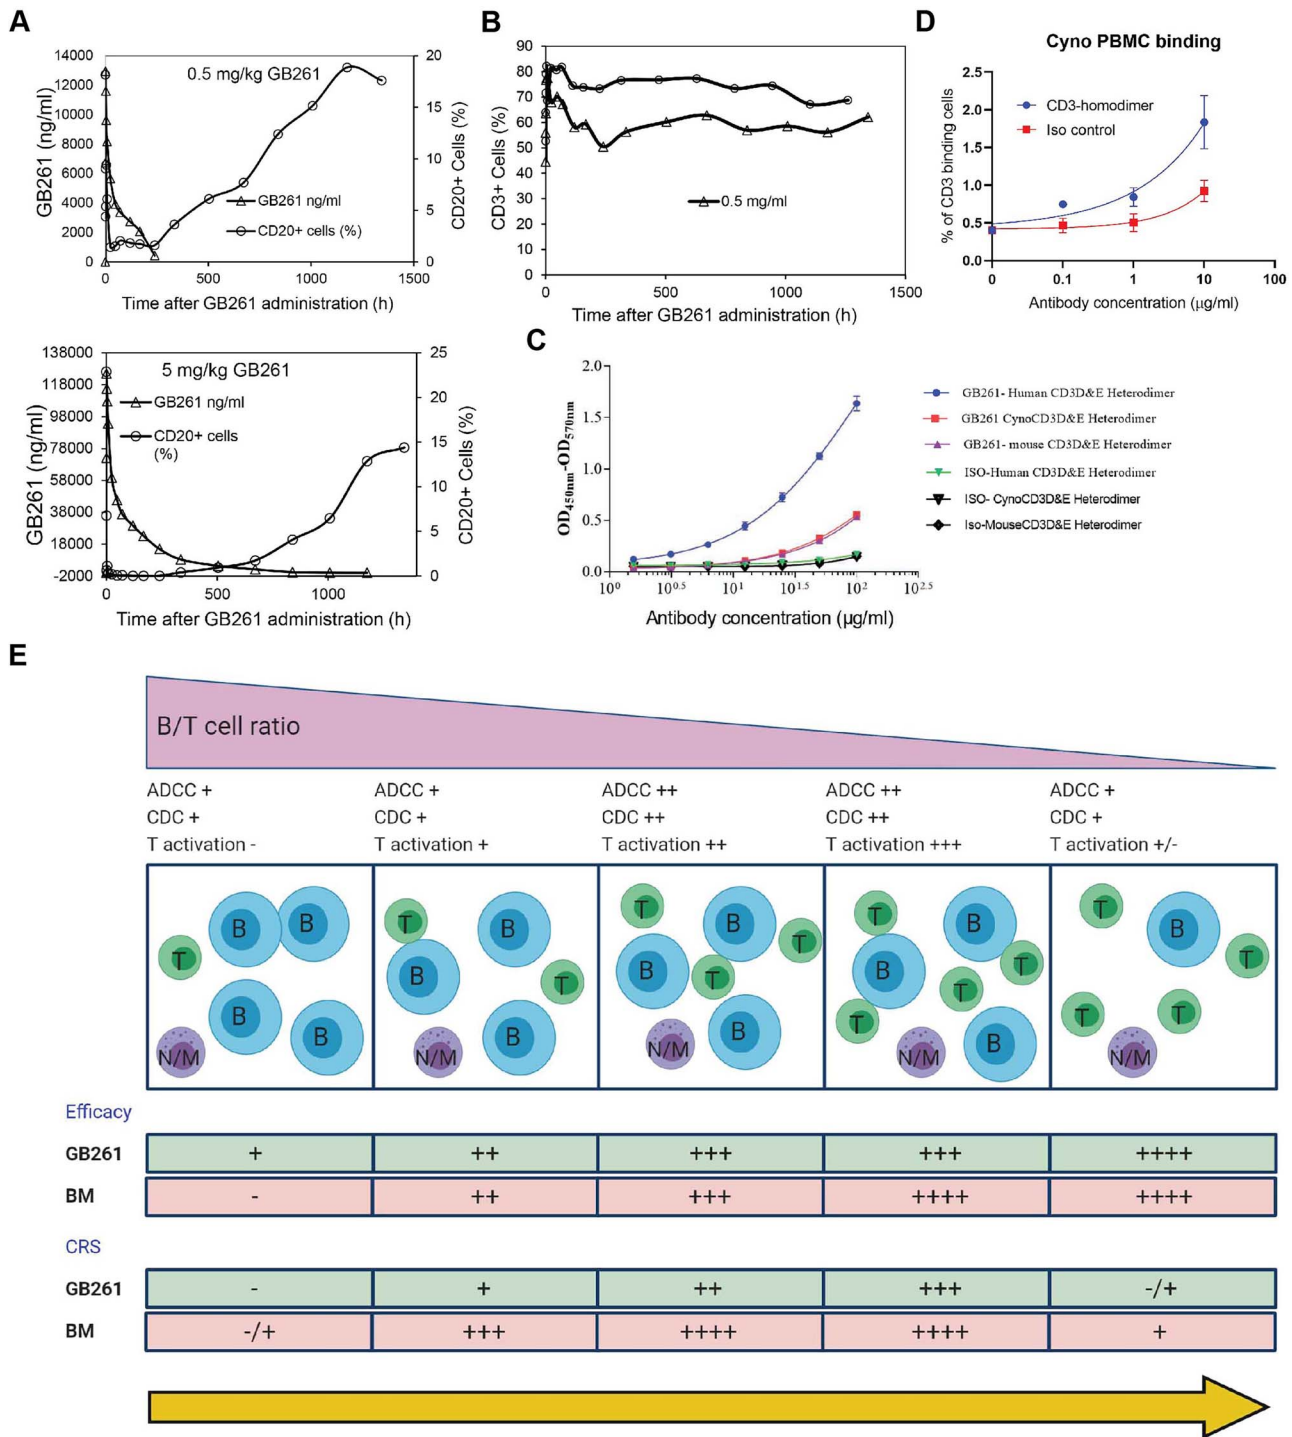 A
0.5 mg/kg GB261
14000
12000
10000
8000
6000
4000
2000
0
GB261 (ng/ml)
20
15
10
5
0
CD20+ Cells (%)
GB261 ng/ml
CD20+ cells (%)
0
500
1000
1500
Time after GB261 administration (h)
5 mg/kg GB261
138000
118000
98000
78000
58000
38000
18000
-2000
GB261 (ng/ml)
25
20
15
10
5
0
CD20+ Cells (%)
GB261 ng/ml
CD20+ cells
(%)
0
500
1000
Time after GB261 administration (h)
B
90
80
70
60
50
40
30
20
10
0
CD3+ Cells (%)
0.5 mg/ml
0
500
1000
1500
Time after GB261 administration (h)
D
Cyno PBMC binding
2.5
2.0
1.5
1.0
0.5
0.0
% of CD3 binding cells
CD3-homodimer
Iso control
0
0.1
1
10
100
Antibody concentration (μg/ml)
C
2.0
1.5
1.0
0.5
0.0
OD450nm-OD570nm
10^0
10^0.5
10^1
10^1.5
10^2
10^2.5
Antibody concentration (μg/ml)
GB261- Human CD3D&E Heterodimer
GB261 CynoCD3D&E Heterodimer
GB261- mouse CD3D&E Heterodimer
ISO-Human CD3D&E Heterodimer
ISO- CynoCD3D&E Heterodimer
Iso-MouseCD3D&E Heterodimer
E
B/T cell ratio
ADCC + ADCC + ADCC ++ ADCC ++ ADCC +
CDC + CDC + CDC ++ CDC ++ CDC +
T activation - T activation + T activation ++ T activation +++ T activation +/-
B B T B B N/M
T B B T B N/M
T B T B T B N/M
T B T B T T B N/M
T B T T T N/M
Efficacy
GB261 + ++ +++ +++ ++++
BM - ++ +++ ++++ ++++
CRS
GB261 - + ++ +++ -/+
BM -/+ +++ ++++ ++++ +